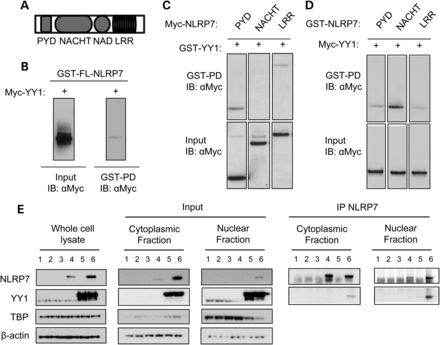 A
PYD NACHT NAD LRR
B
GST-FL-NLRP7
Myc-YY1: + +
Input
IB: αMyc
GST-PD
IB: αMyc
C
Myc-NLRP7: PYD NACHT LRR
GST-YY1: + + +
GST-PD
IB: αMyc
Input
IB: αMyc
D
GST-NLRP7: PYD NACHT LRR
Myc-YY1: + + +
GST-PD
IB: αMyc
Input
IB: αMyc
E
Input
IP NLRP7
Whole cell
lysate
Cytoplasmic
Fraction
Nuclear
Fraction
Cytoplasmic
Fraction
Nuclear
Fraction
1 2 3 4 5 6 1 2 3 4 5 6 1 2 3 4 5 6 1 2 3 4 5 6 1 2 3 4 5 6
NLRP7
YY1
TBP
β-actin